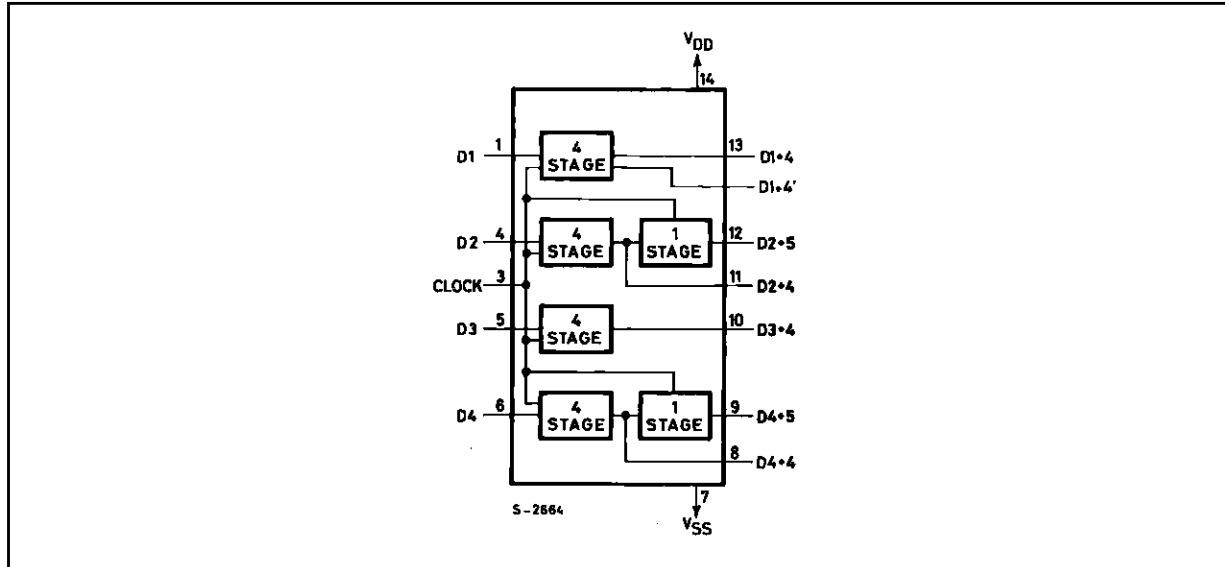 VDD
14
D1 1 4 STAGE 13 D1+4
D1+4'
D2 4 4 STAGE 1 STAGE 12 D2+5
11 D2+4
CLOCK 3
D3 5 4 STAGE 10 D3+4
D4 6 4 STAGE 1 STAGE 9 D4+5
8 D4+4
7
S-2664
VSS